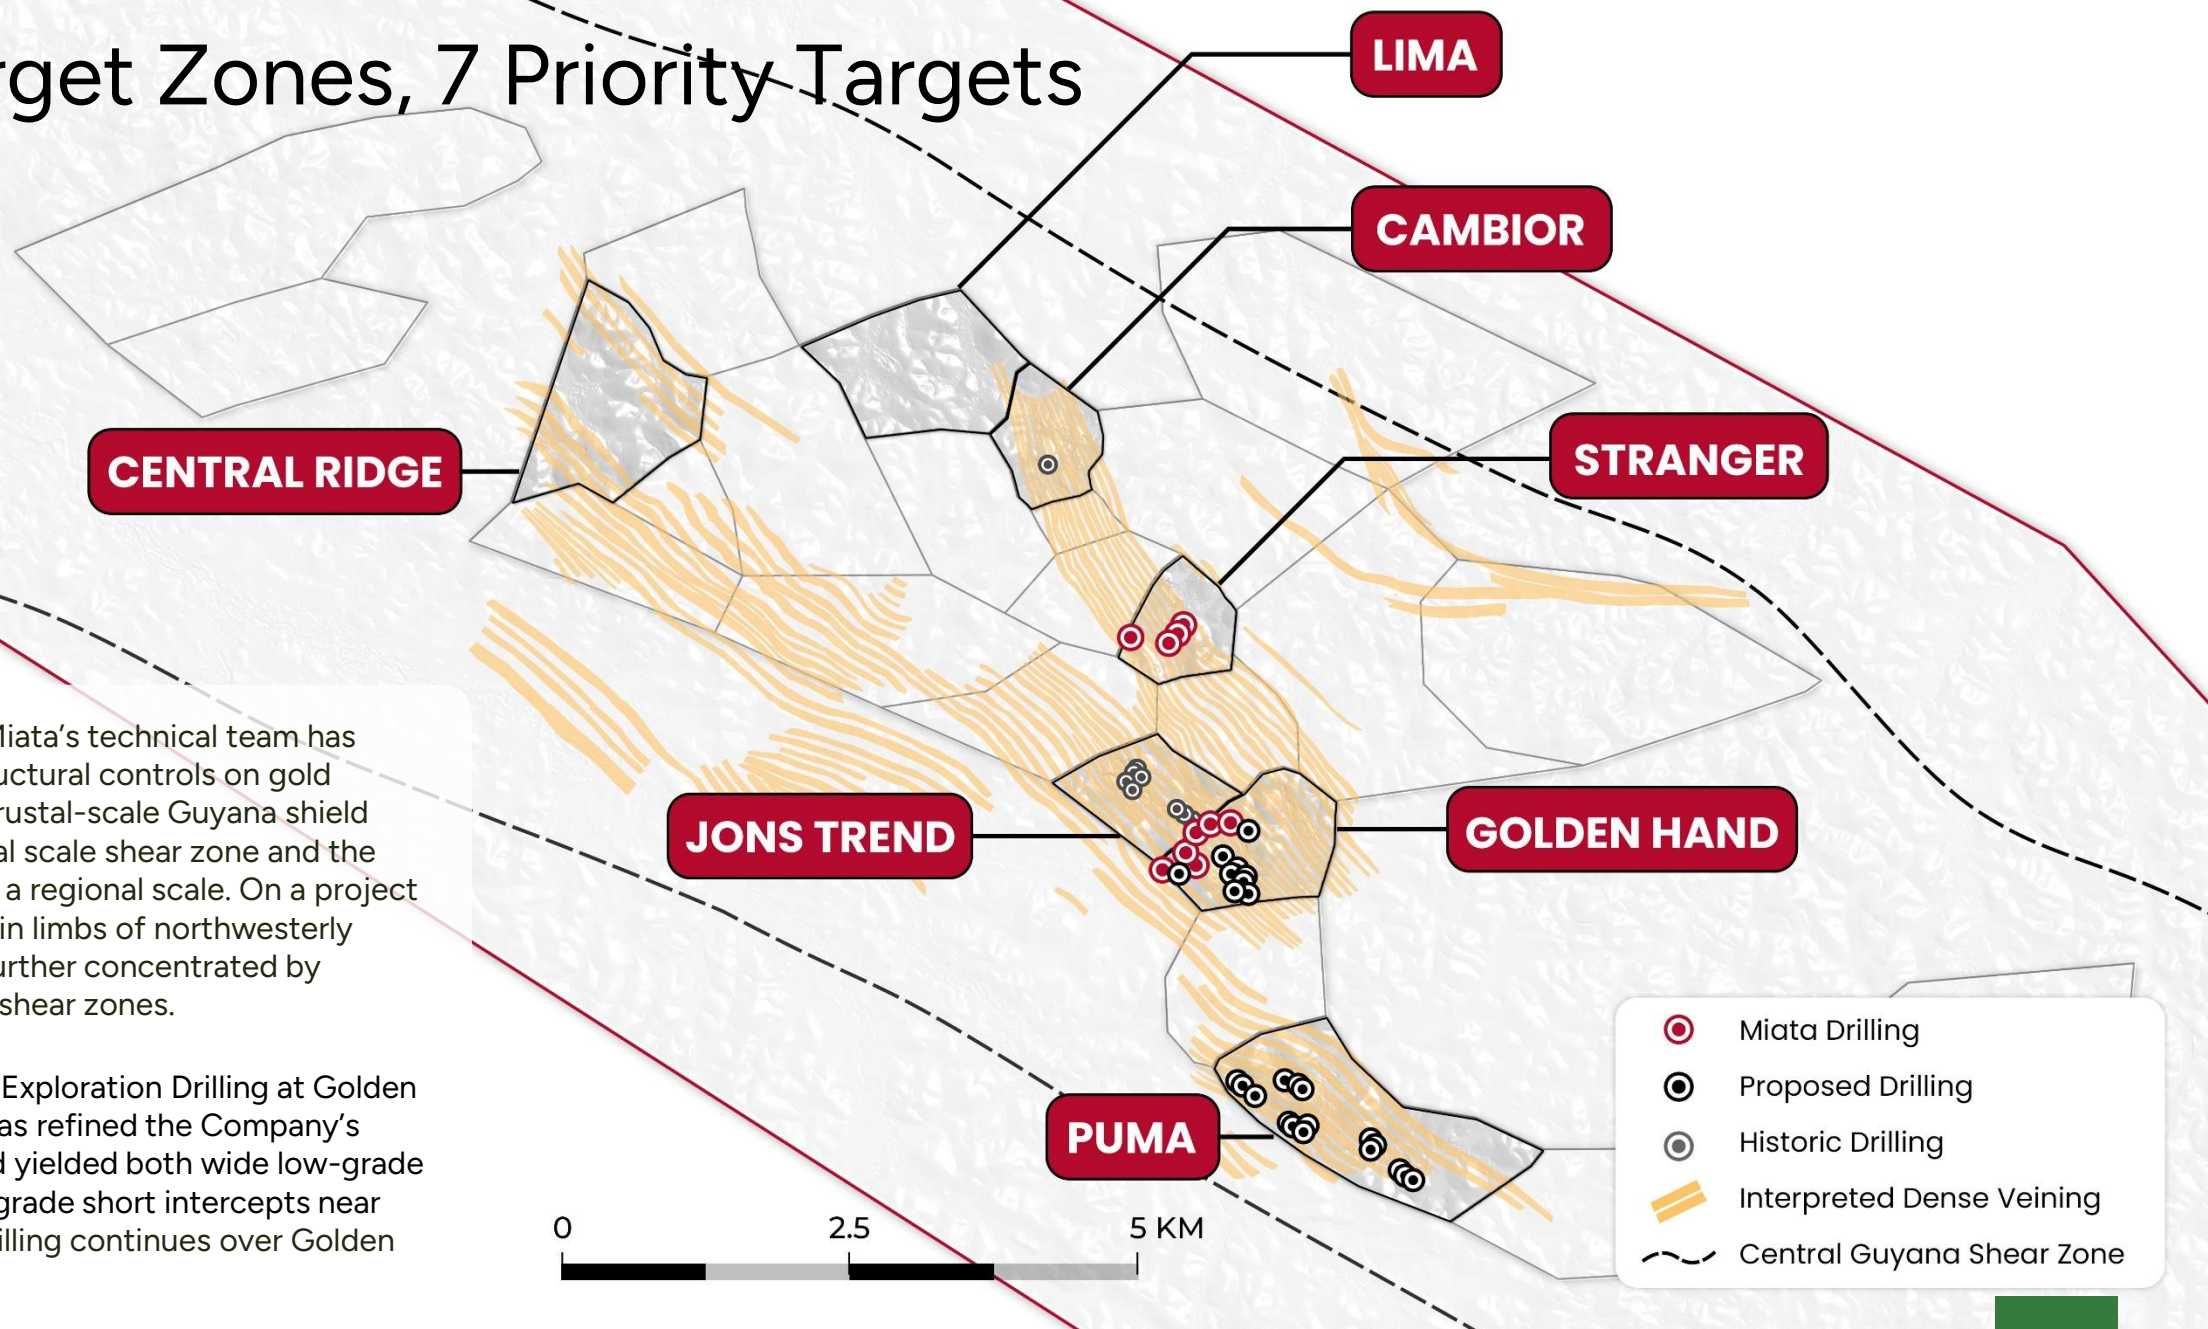 rget Zones, 7 Priority Targets
LIMA
CAMBIOR
CENTRAL RIDGE
STRANGER
JONS TREND
GOLDEN HAND
PUMA
Miata's technical team has
uctural controls on gold
rustal-scale Guyana shield
al scale shear zone and the
a regional scale. On a project
in limbs of northwesterly
urther concentrated by
shear zones.
Exploration Drilling at Golden
as refined the Company's
d yielded both wide low-grade
grade short intercepts near
illing continues over Golden
0 2.5 5 KM
Miata Drilling
Proposed Drilling
Historic Drilling
Interpreted Dense Veining
Central Guyana Shear Zone